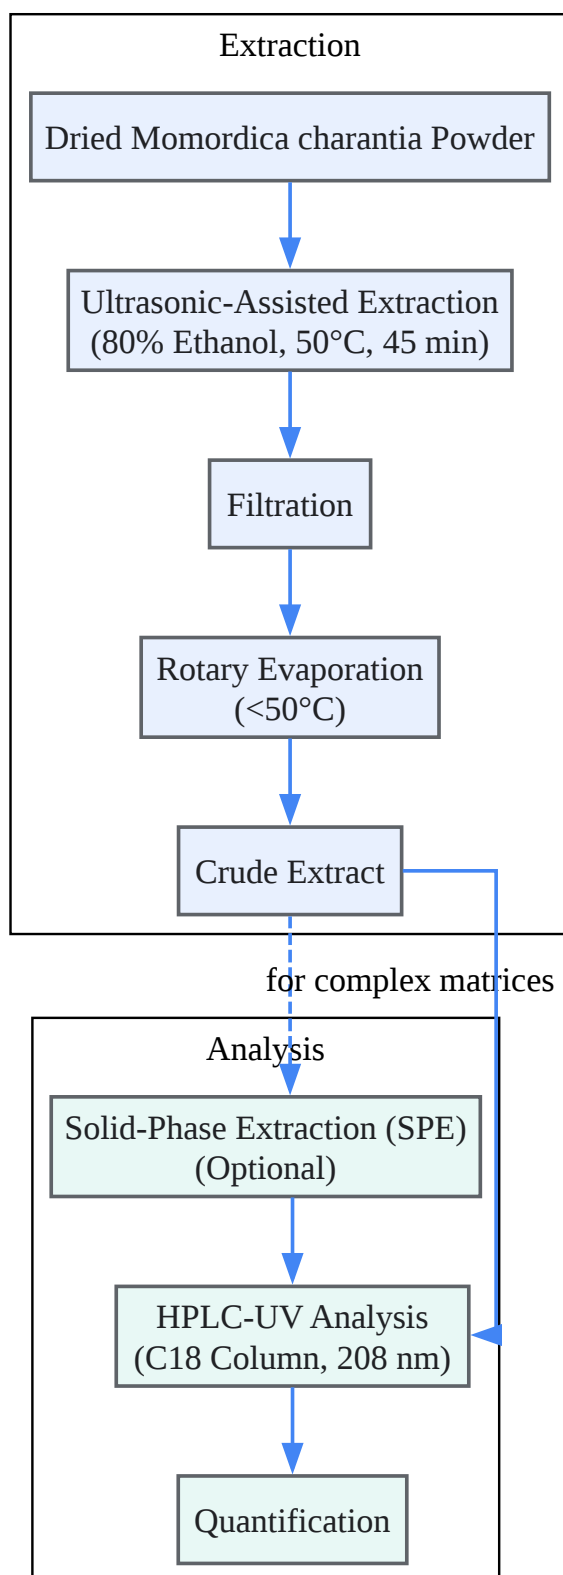 Extraction
Dried Momordica charantia Powder
Ultrasonic-Assisted Extraction
(80% Ethanol, 50°C, 45 min)
Filtration
Rotary Evaporation
(<50°C)
Crude Extract
for complex matrices
Analysis
Solid-Phase Extraction (SPE)
(Optional)
HPLC-UV Analysis
(C18 Column, 208 nm)
Quantification